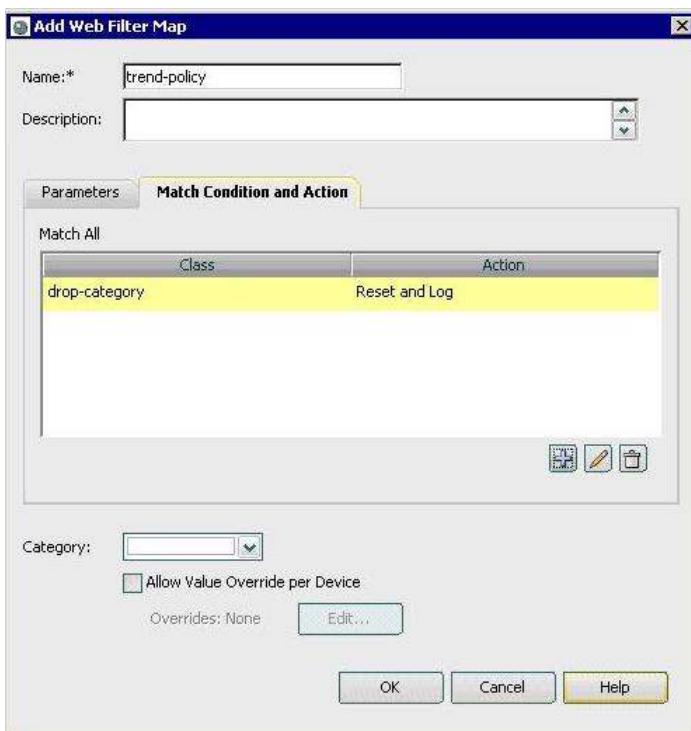 Add Web Filter Map
Name:* trend-policy
Description:
Parameters Match Condition and Action
Match All
Class Action
drop-category Reset and Log
Category:
Allow Value Override per Device
Overrides: None Edit...
OK Cancel Help